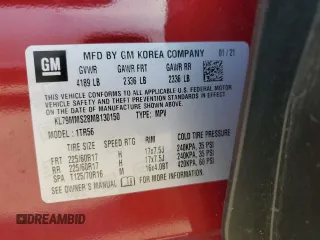 GM
MFD BY GM KOREA COMPANY 01/21
GVWR GAWR FRT GAWR RR
4189 LB 2336 LB 2336 LB
THIS VEHICLE CONFORMS TO ALL APPLICABLE U.S. FEDERAL MOTOR
VEHICLE SAFETY
THEFT PREVENTION STANDARDS IN EFFECT ON THE DATE OF
MANUFACTURE SHOWN ABOVE.
KL79MMS28MB130150 TYPE: MPV
MODEL: 1TR56
TIRE SIZE SPEED RTG RIM COLD TIRE PRESSURE
FRT 225/60R17 H 17x7.5J 240KPA, 35 PSI
RR 225/60R17 H 17x7.5J 240KPA, 35 PSI
SPA T125/70R16 M 16x4.0BT 420KPA, 60 PSI
SEE OWNER'S MANUAL FOR MORE INFORMATION.
DREAMBID